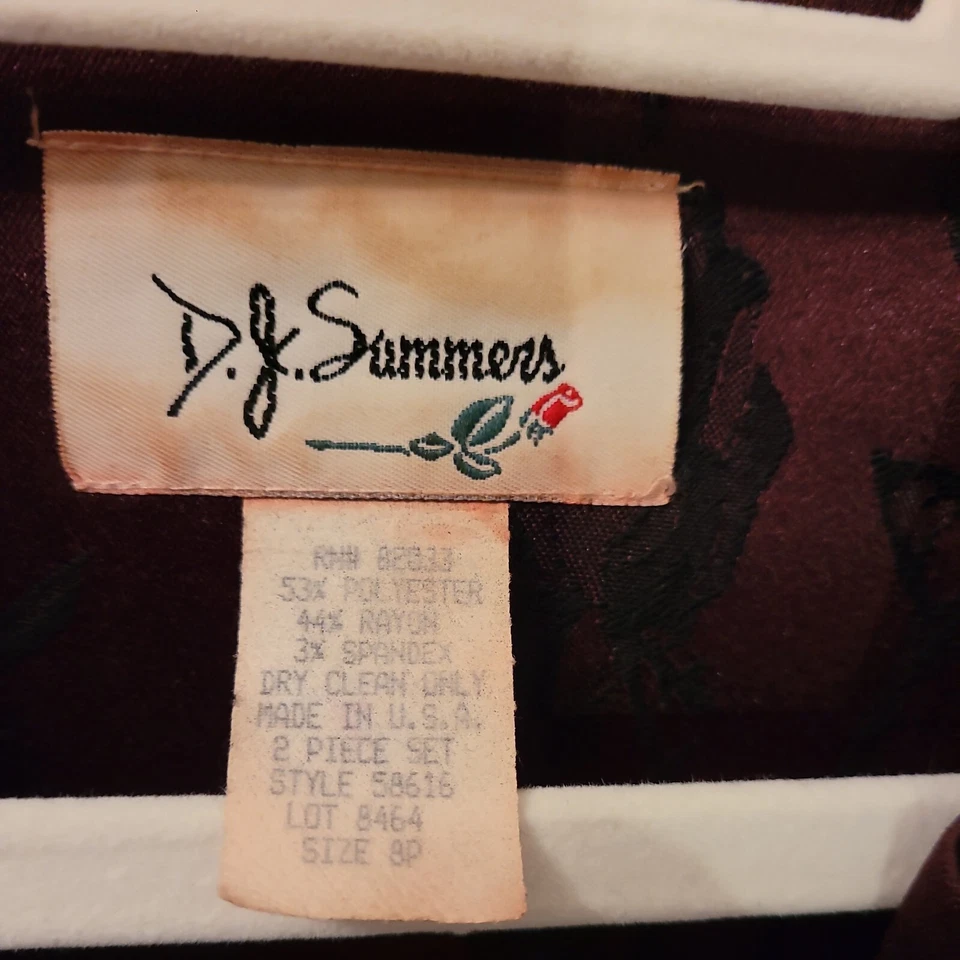 D.J. Summers
RN# 82833
53% POLYESTER
44% RAYON
3% SPANDEX
DRY CLEAN ONLY
MADE IN U.S.A.
2 PIECE SET
STYLE 58616
LOT 8464
SIZE 8P